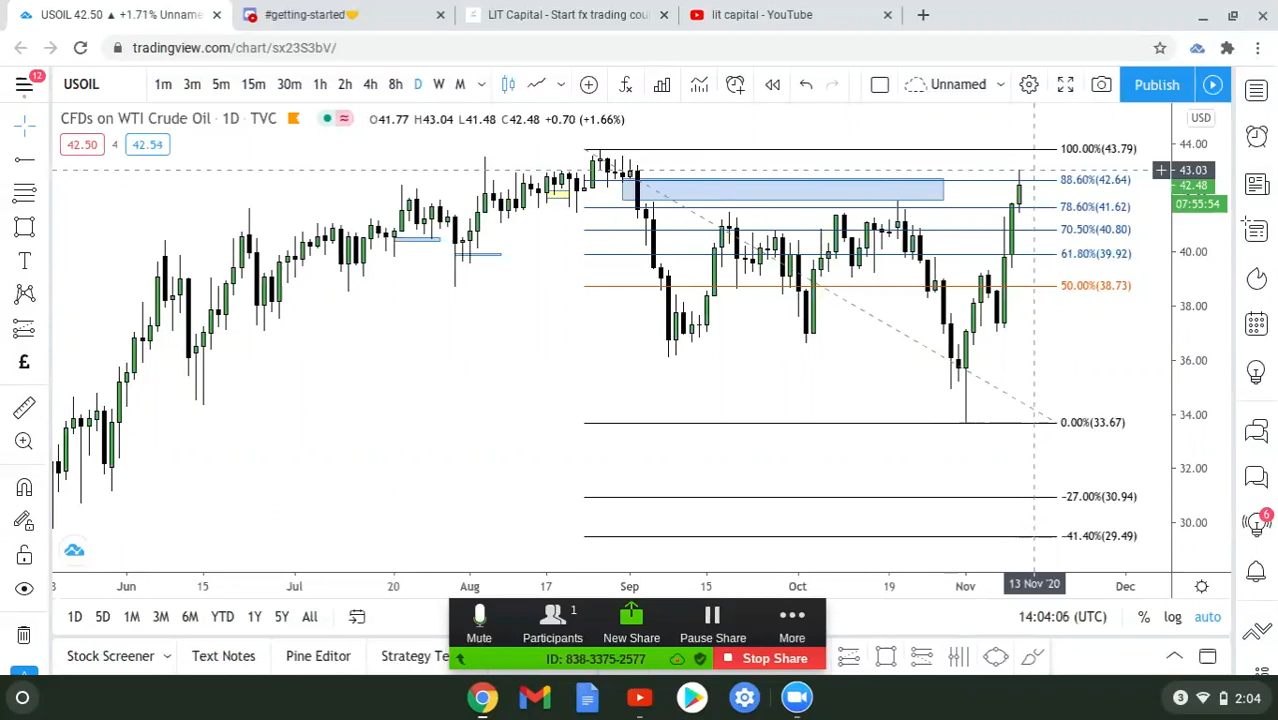 USOIL 42.50 ▲ +1.71% Unname
#getting-started
LIT Capital - Start fx trading cou
lit capital - YouTube
tradingview.com/chart/sx23S3bV/
12
USOIL
1m 3m 5m 15m 30m 1h 2h 4h 8h D W M
Unnamed
Publish
CFDs on WTI Crude Oil · 1D · TVC
O41.77 H43.04 L41.48 C42.48 +0.70 (+1.66%)
USD
42.50 4 42.54
100.00%(43.79)
44.00
43.03
88.60%(42.64)
42.48
07:55:54
78.60%(41.62)
70.50%(40.80)
61.80%(39.92)
40.00
50.00%(38.73)
38.00
36.00
34.00
0.00%(33.67)
32.00
-27.00%(30.94)
30.00
-41.40%(29.49)
6
Jun 15 Jul 20 Aug 17 Sep 15 Oct 19 Nov 13 Nov '20 Dec
1D 5D 1M 3M 6M YTD 1Y 5Y All
14:04:06 (UTC) % log auto
1
Mute Participants New Share Pause Share More
ID: 838-3375-2577 Stop Share
Stock Screener Text Notes Pine Editor Strategy Te
3 2:04